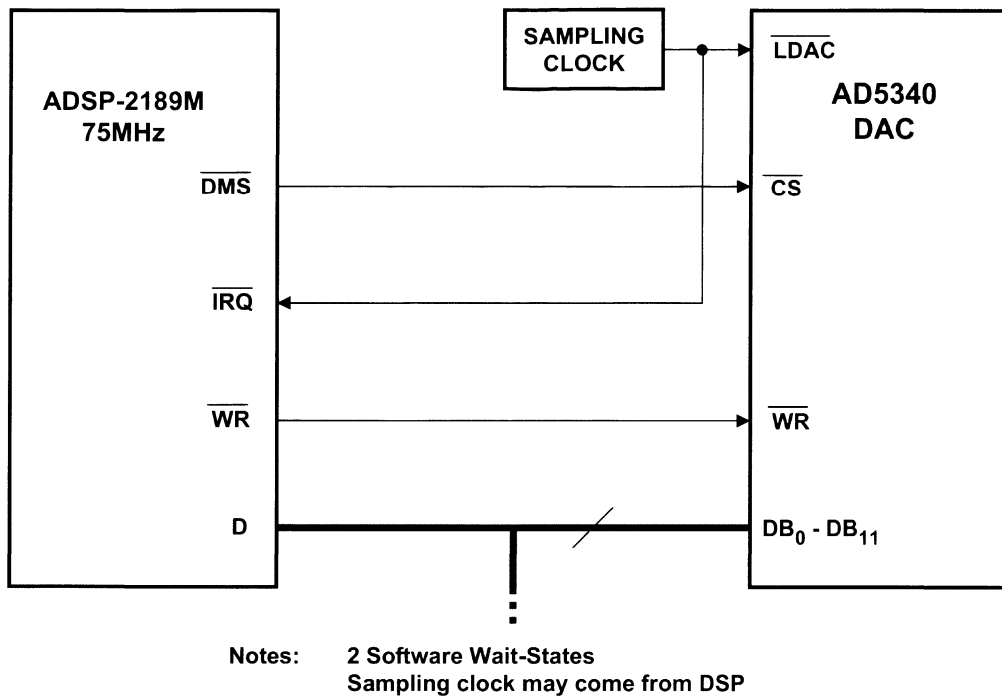 SAMPLING
CLOCK
LDAC
ADSP-2189M
75MHz
AD5340
DAC
DMS
CS
IRQ
WR
WR
D
DB0 - DB11
Notes: 2 Software Wait-States
Sampling clock may come from DSP